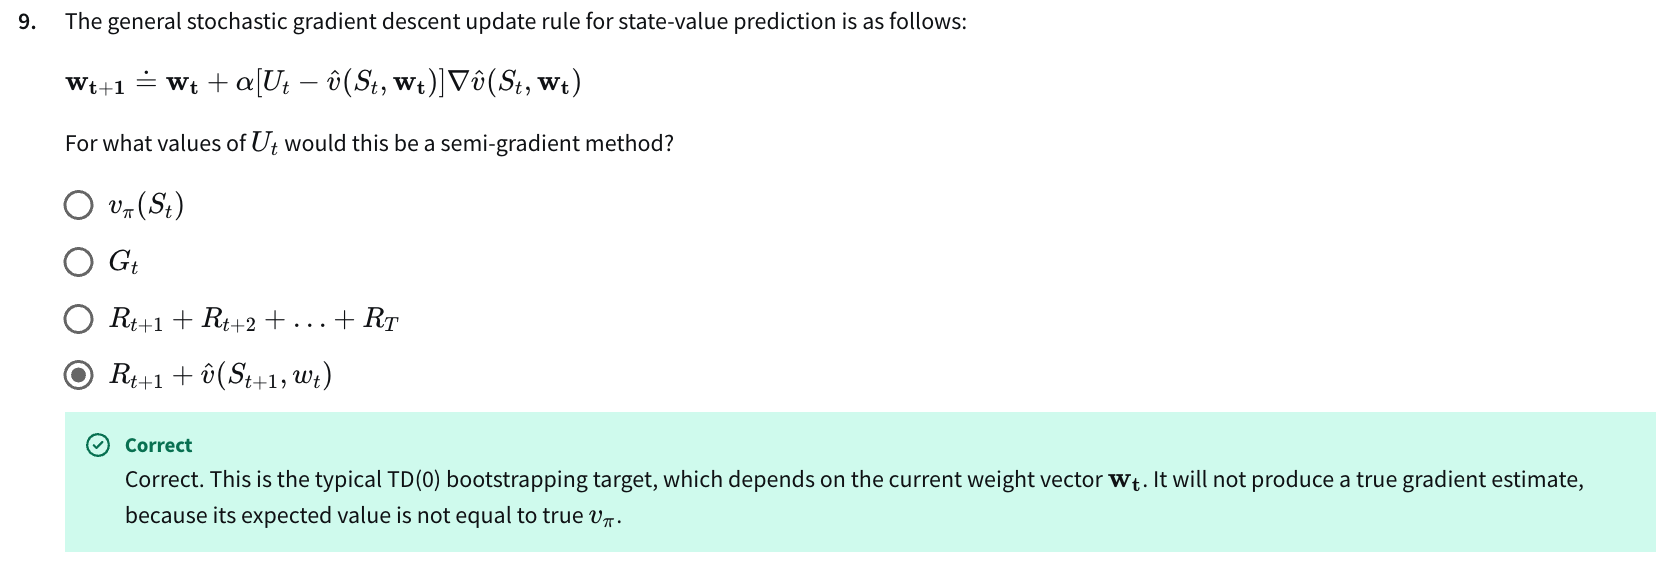 9. The general stochastic gradient descent update rule for state-value prediction is as follows:
$\mathbf{w_{t+1}} \doteq \mathbf{w_t} + \alpha[U_t - \hat{v}(S_t, \mathbf{w_t})]\nabla\hat{v}(S_t, \mathbf{w_t})$
For what values of $U_t$ would this be a semi-gradient method?
$v_\pi(S_t)$
$G_t$
$R_{t+1} + R_{t+2} + \ldots + R_T$
$R_{t+1} + \hat{v}(S_{t+1}, w_t)$
Correct
Correct. This is the typical TD(0) bootstrapping target, which depends on the current weight vector $\mathbf{w_t}$. It will not produce a true gradient estimate,
because its expected value is not equal to true $v_\pi$.